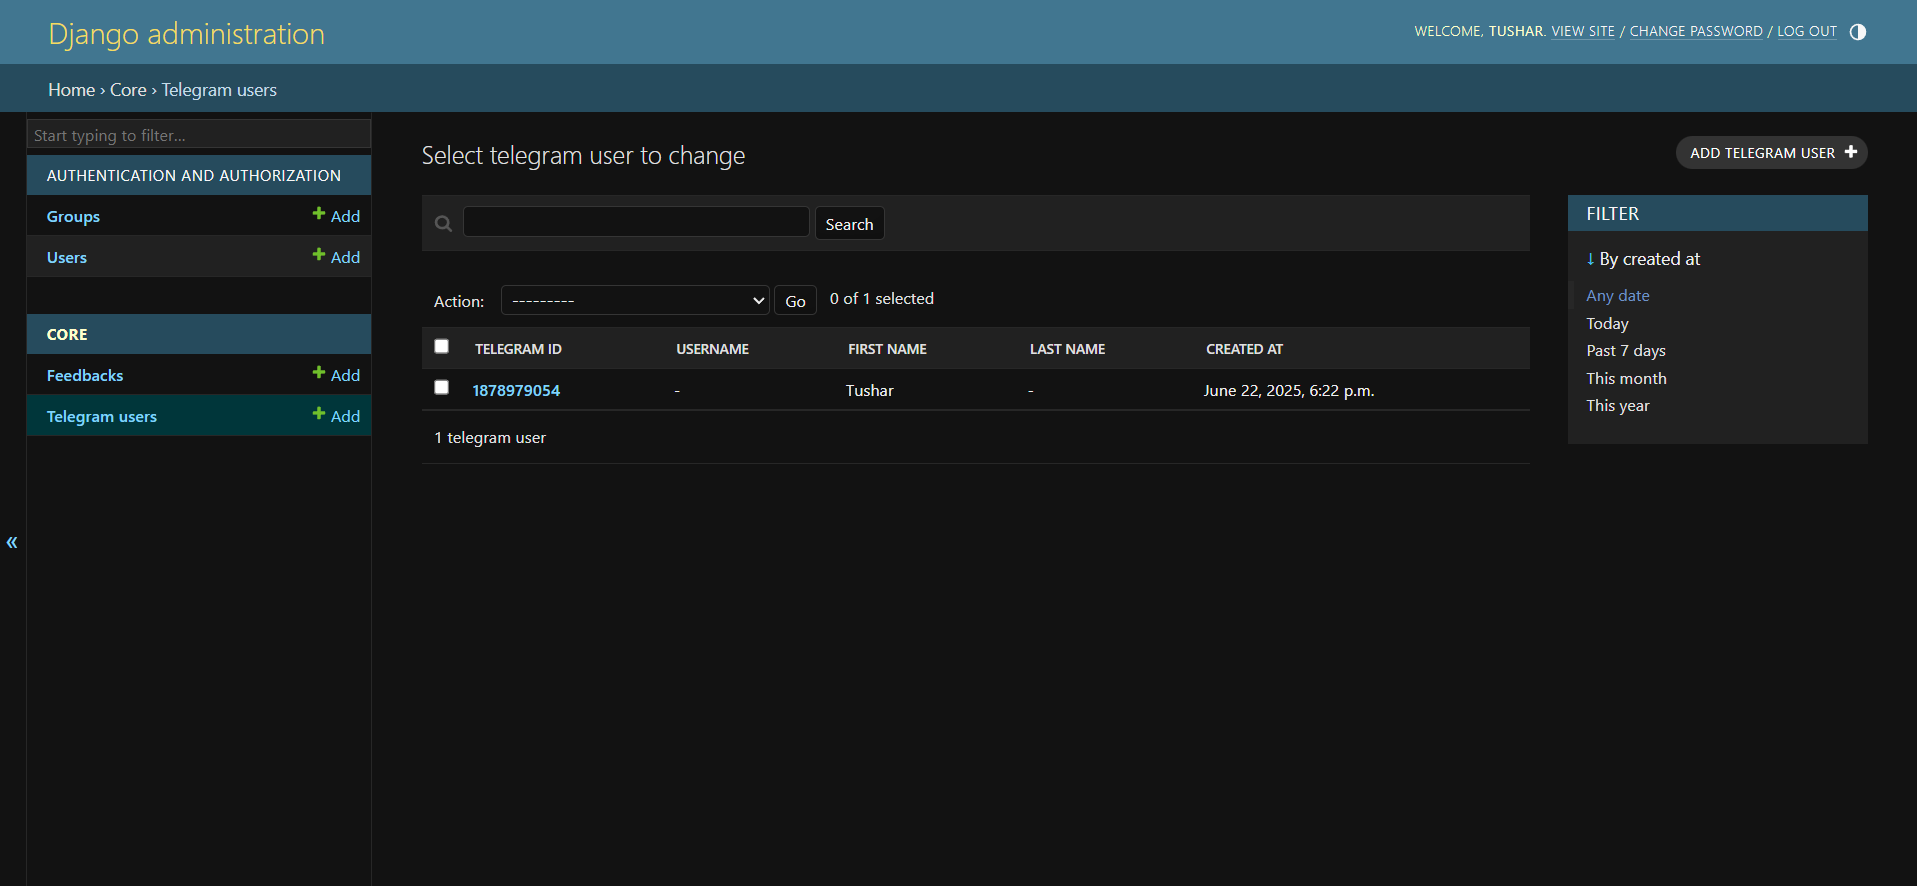 Django administration
WELCOME, TUSHAR. VIEW SITE / CHANGE PASSWORD / LOG OUT
Home › Core › Telegram users
Start typing to filter...
AUTHENTICATION AND AUTHORIZATION
Groups + Add
Users + Add
CORE
Feedbacks + Add
Telegram users + Add
«
Select telegram user to change
ADD TELEGRAM USER +
Search
Action: --------- Go 0 of 1 selected
TELEGRAM ID USERNAME FIRST NAME LAST NAME CREATED AT
1878979054 - Tushar - June 22, 2025, 6:22 p.m.
1 telegram user
FILTER
↓ By created at
Any date
Today
Past 7 days
This month
This year